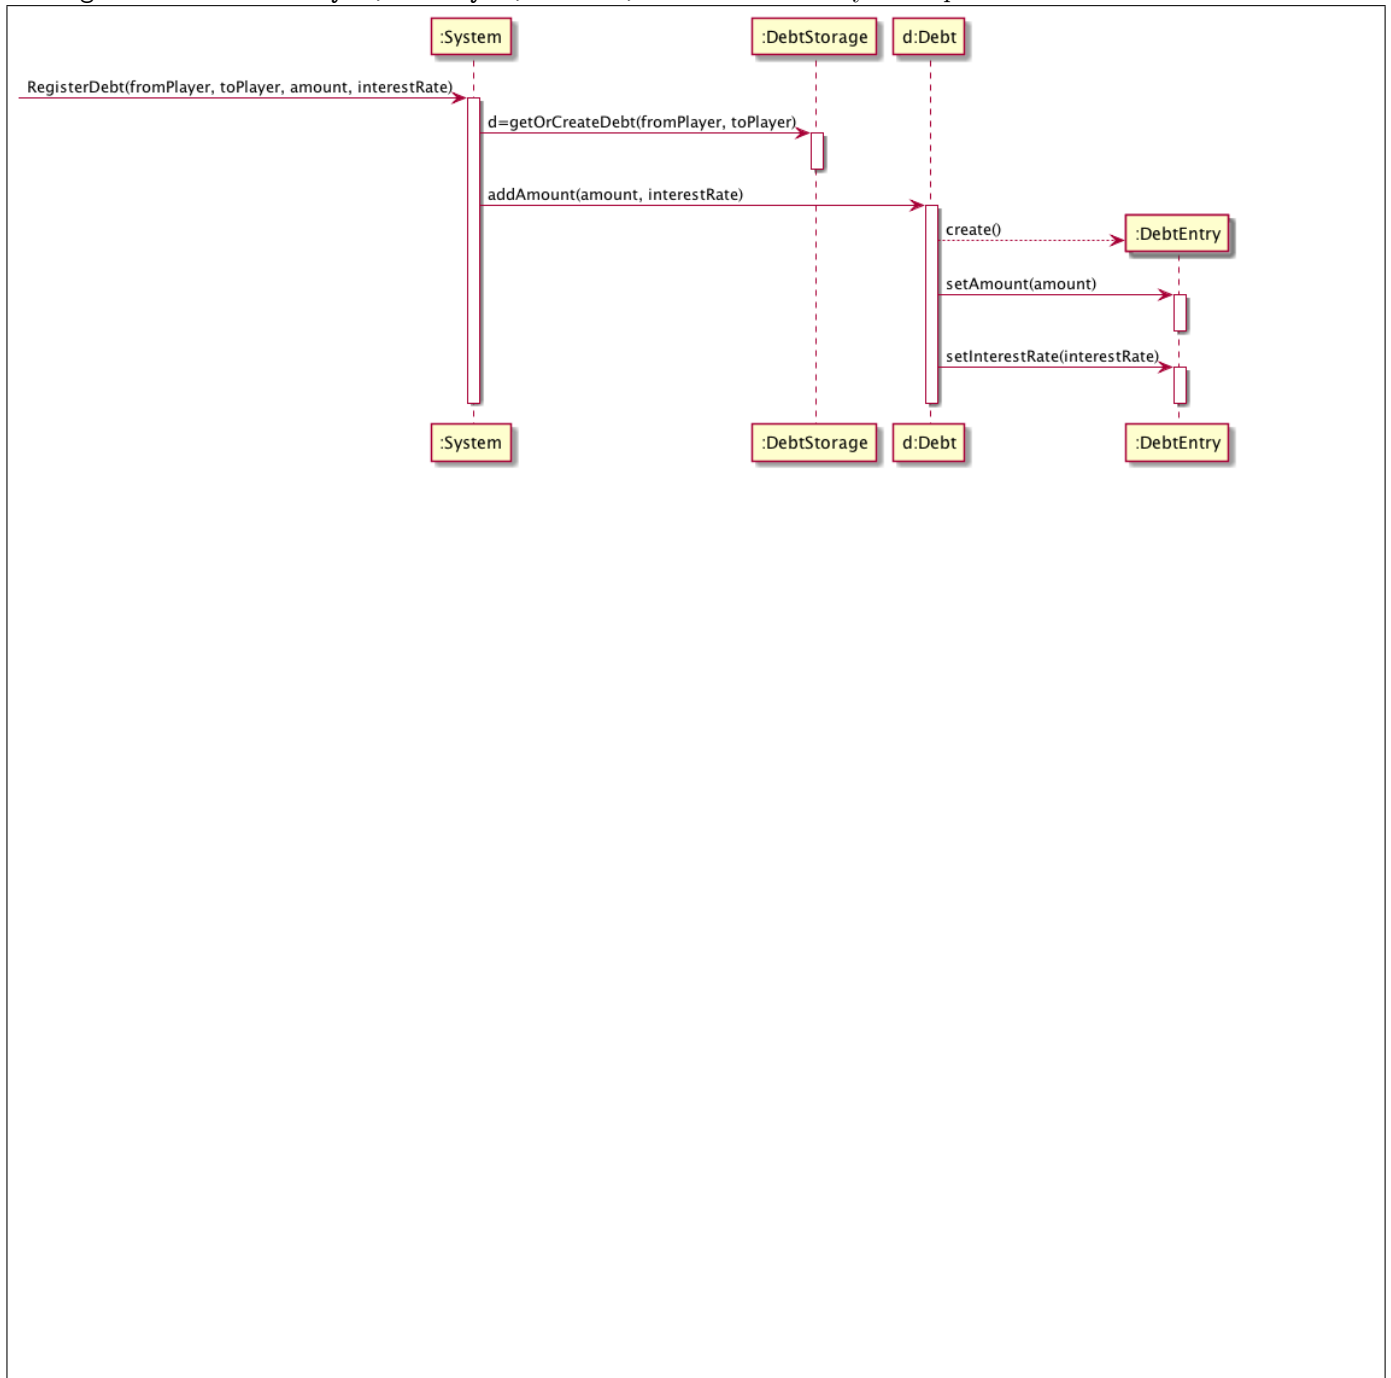 :System :DebtStorage d:Debt
RegisterDebt(fromPlayer, toPlayer, amount, interestRate)
d=getOrCreateDebt(fromPlayer, toPlayer)
addAmount(amount, interestRate)
create()
:DebtEntry
setAmount(amount)
setInterestRate(interestRate)
:System :DebtStorage d:Debt :DebtEntry